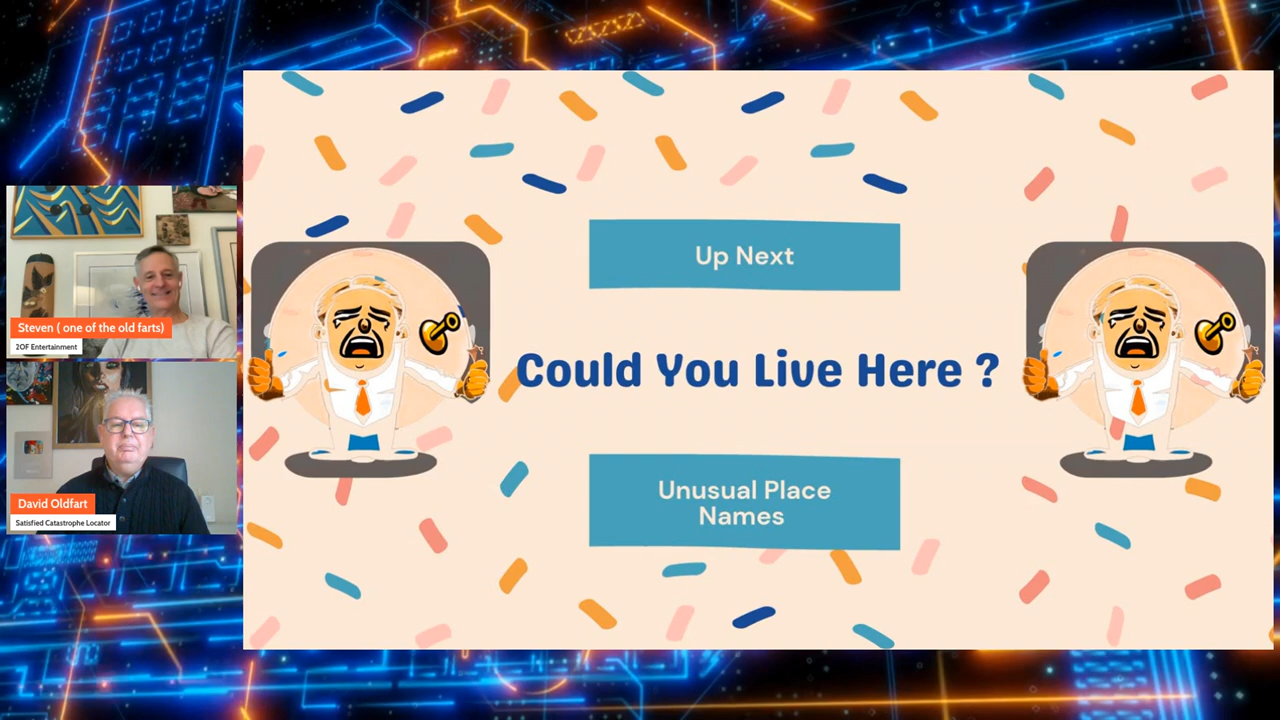 Up Next
Could You Live Here ?
Unusual Place
Names
Steven ( one of the old farts)
2OF Entertainment
David Oldfart
Satisfied Catastrophe Locator